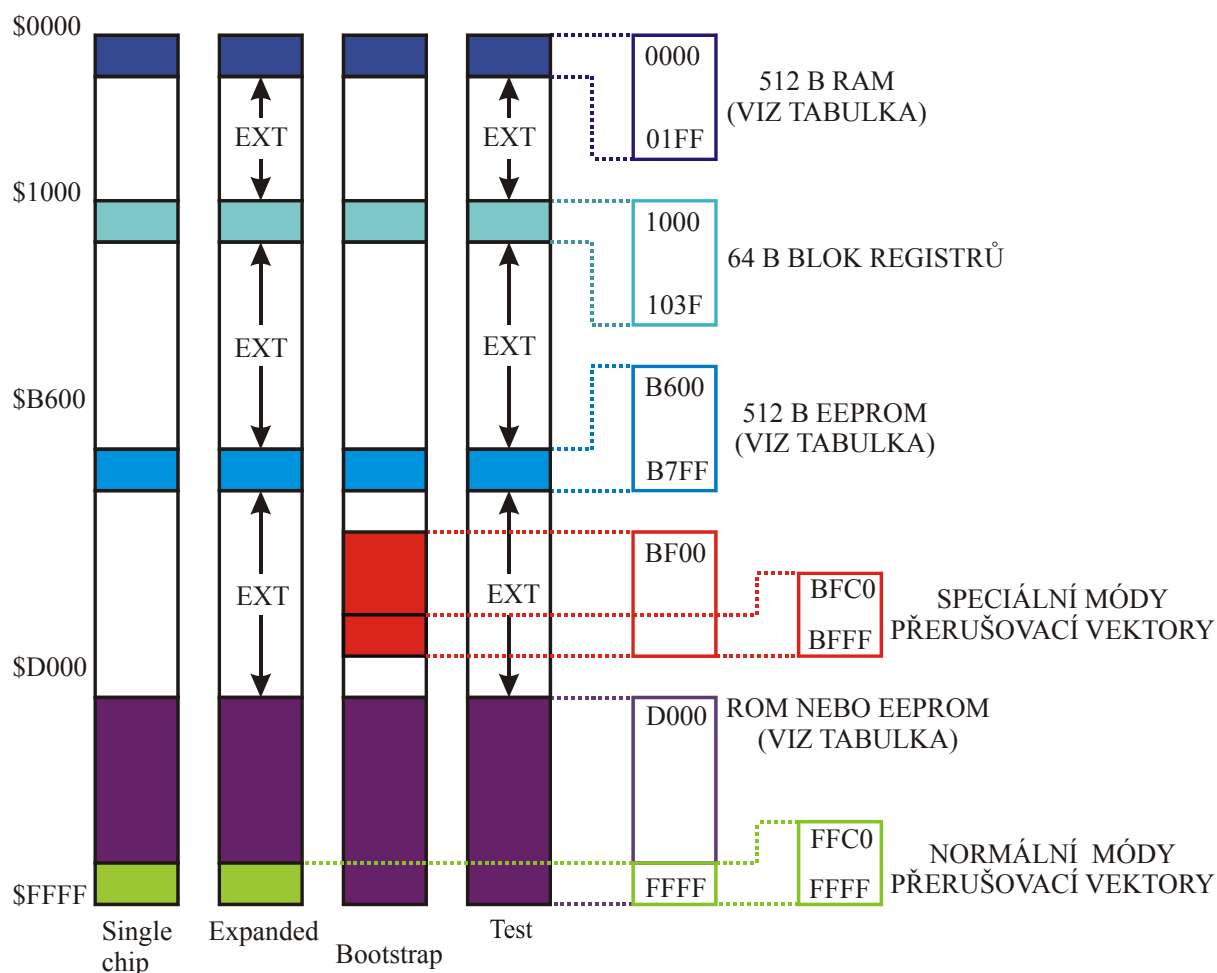 $0000
0000
512 B RAM
(VIZ TABULKA)
EXT
EXT
01FF
$1000
1000
64 B BLOK REGISTRŮ
103F
EXT
EXT
$B600
B600
512 B EEPROM
(VIZ TABULKA)
B7FF
BF00
EXT
EXT
BFC0
SPECIÁLNÍ MÓDY
BFFF
PŘERUŠOVACÍ VEKTORY
$D000
D000
ROM NEBO EEPROM
(VIZ TABULKA)
FFC0
NORMÁLNÍ MÓDY
$FFFF
FFFF
FFFF
PŘERUŠOVACÍ VEKTORY
Single
chip
Expanded
Bootstrap
Test